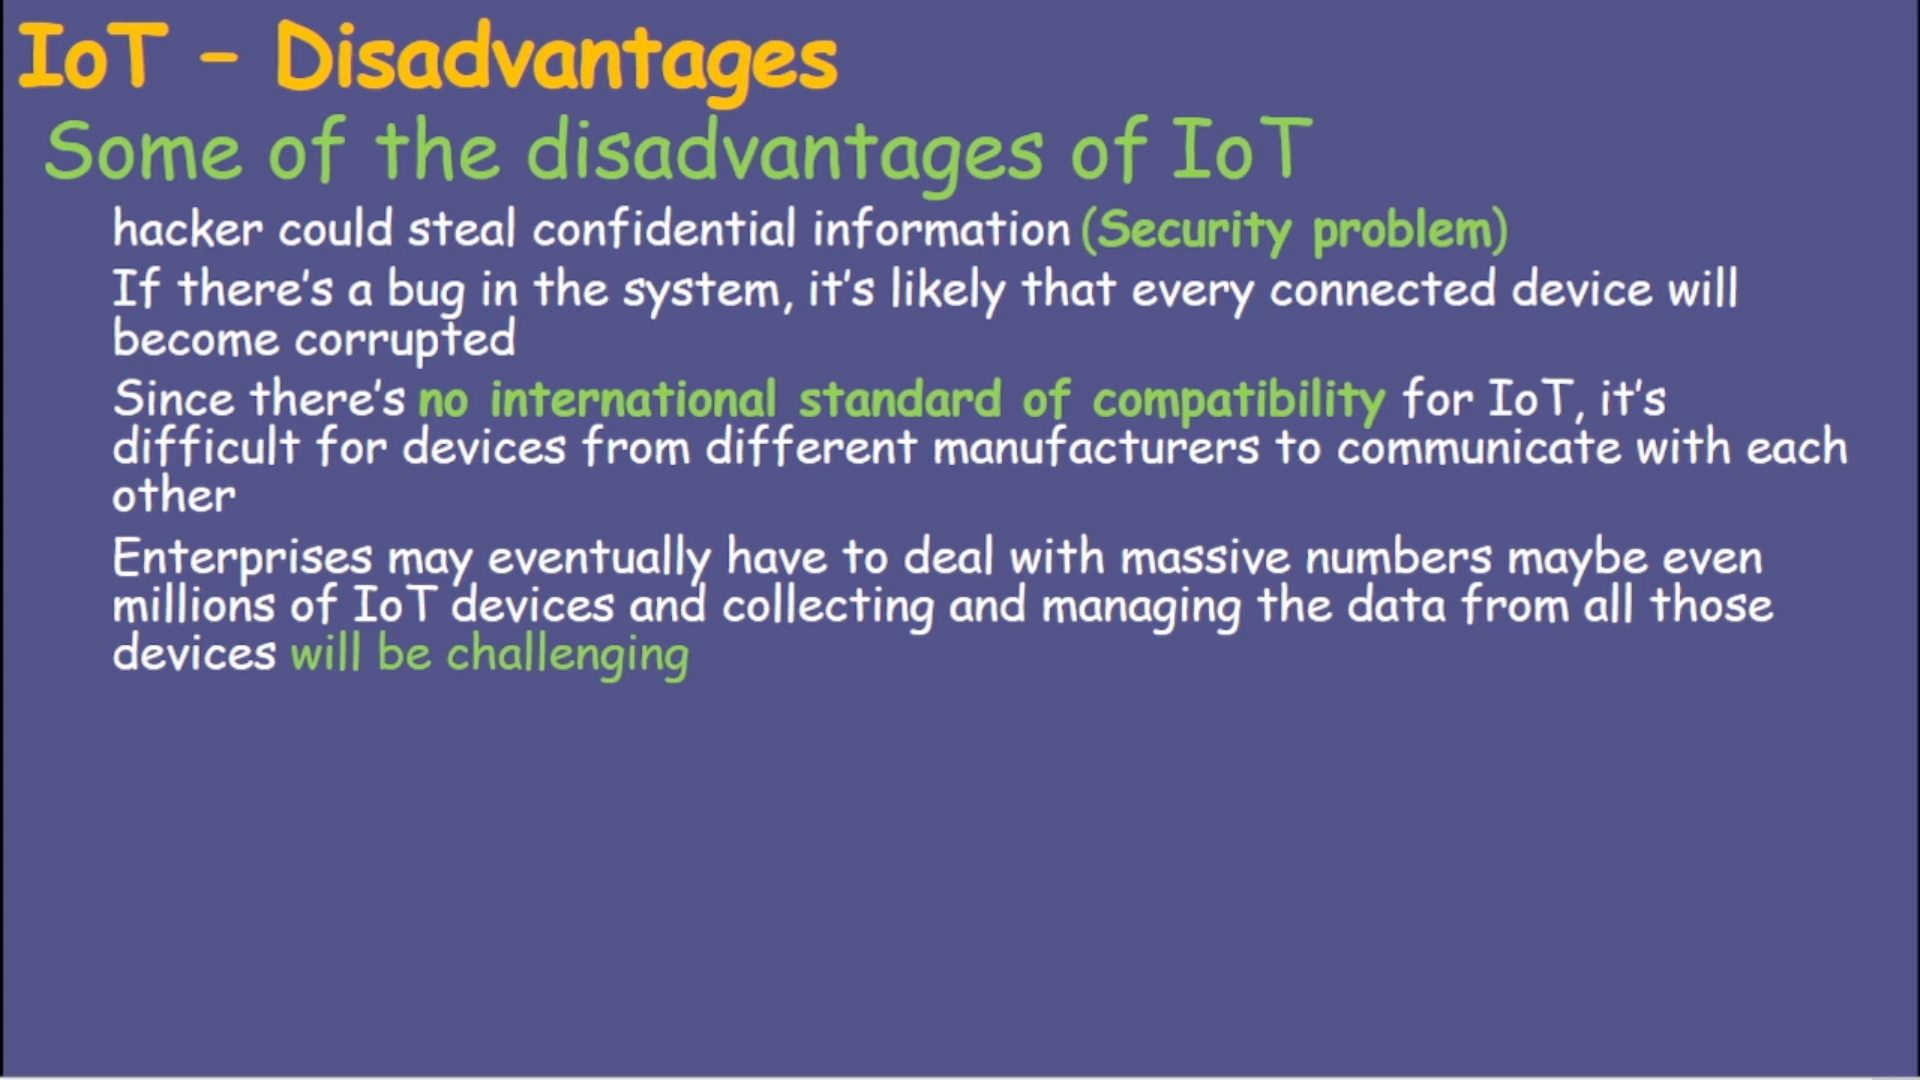 IoT – Disadvantages
Some of the disadvantages of IoT
hacker could steal confidential information (Security problem)
If there’s a bug in the system, it’s likely that every connected device will
become corrupted
Since there’s no international standard of compatibility for IoT, it’s
difficult for devices from different manufacturers to communicate with each
other
Enterprises may eventually have to deal with massive numbers maybe even
millions of IoT devices and collecting and managing the data from all those
devices will be challenging